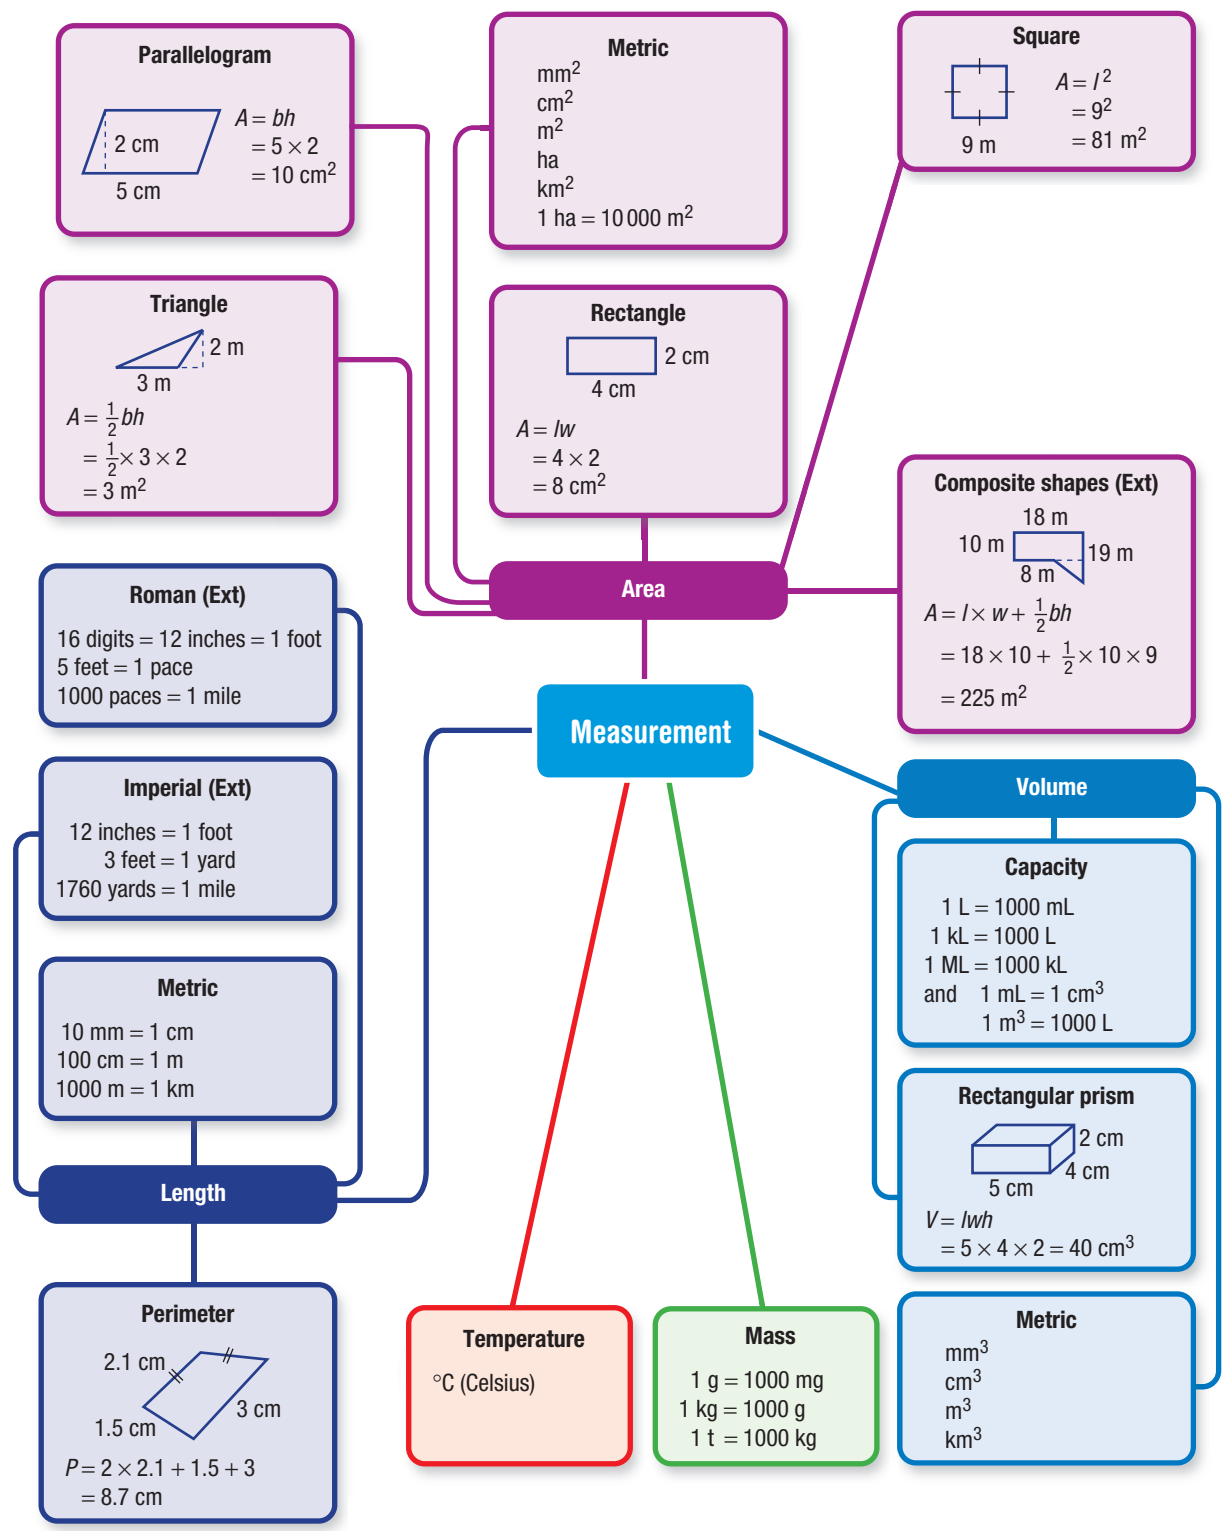 Parallelogram
2 cm
5 cm
A = bh
= 5 × 2
= 10 cm²
Metric
mm²
cm²
m²
ha
km²
1 ha = 10 000 m²
Square
9 m
A = l²
= 9²
= 81 m²
Triangle
2 m
3 m
A = ½bh
= ½ × 3 × 2
= 3 m²
Rectangle
2 cm
4 cm
A = lw
= 4 × 2
= 8 cm²
Composite shapes (Ext)
18 m
10 m
19 m
8 m
A = l × w + ½bh
= 18 × 10 + ½ × 10 × 9
= 225 m²
Area
Roman (Ext)
16 digits = 12 inches = 1 foot
5 feet = 1 pace
1000 paces = 1 mile
Measurement
Imperial (Ext)
12 inches = 1 foot
3 feet = 1 yard
1760 yards = 1 mile
Volume
Capacity
1 L = 1000 mL
1 kL = 1000 L
1 ML = 1000 kL
and 1 mL = 1 cm³
1 m³ = 1000 L
Metric
10 mm = 1 cm
100 cm = 1 m
1000 m = 1 km
Rectangular prism
2 cm
4 cm
5 cm
V = lwh
= 5 × 4 × 2 = 40 cm³
Length
Perimeter
2.1 cm
3 cm
1.5 cm
P = 2 × 2.1 + 1.5 + 3
= 8.7 cm
Temperature
°C (Celsius)
Mass
1 g = 1000 mg
1 kg = 1000 g
1 t = 1000 kg
Metric
mm³
cm³
m³
km³